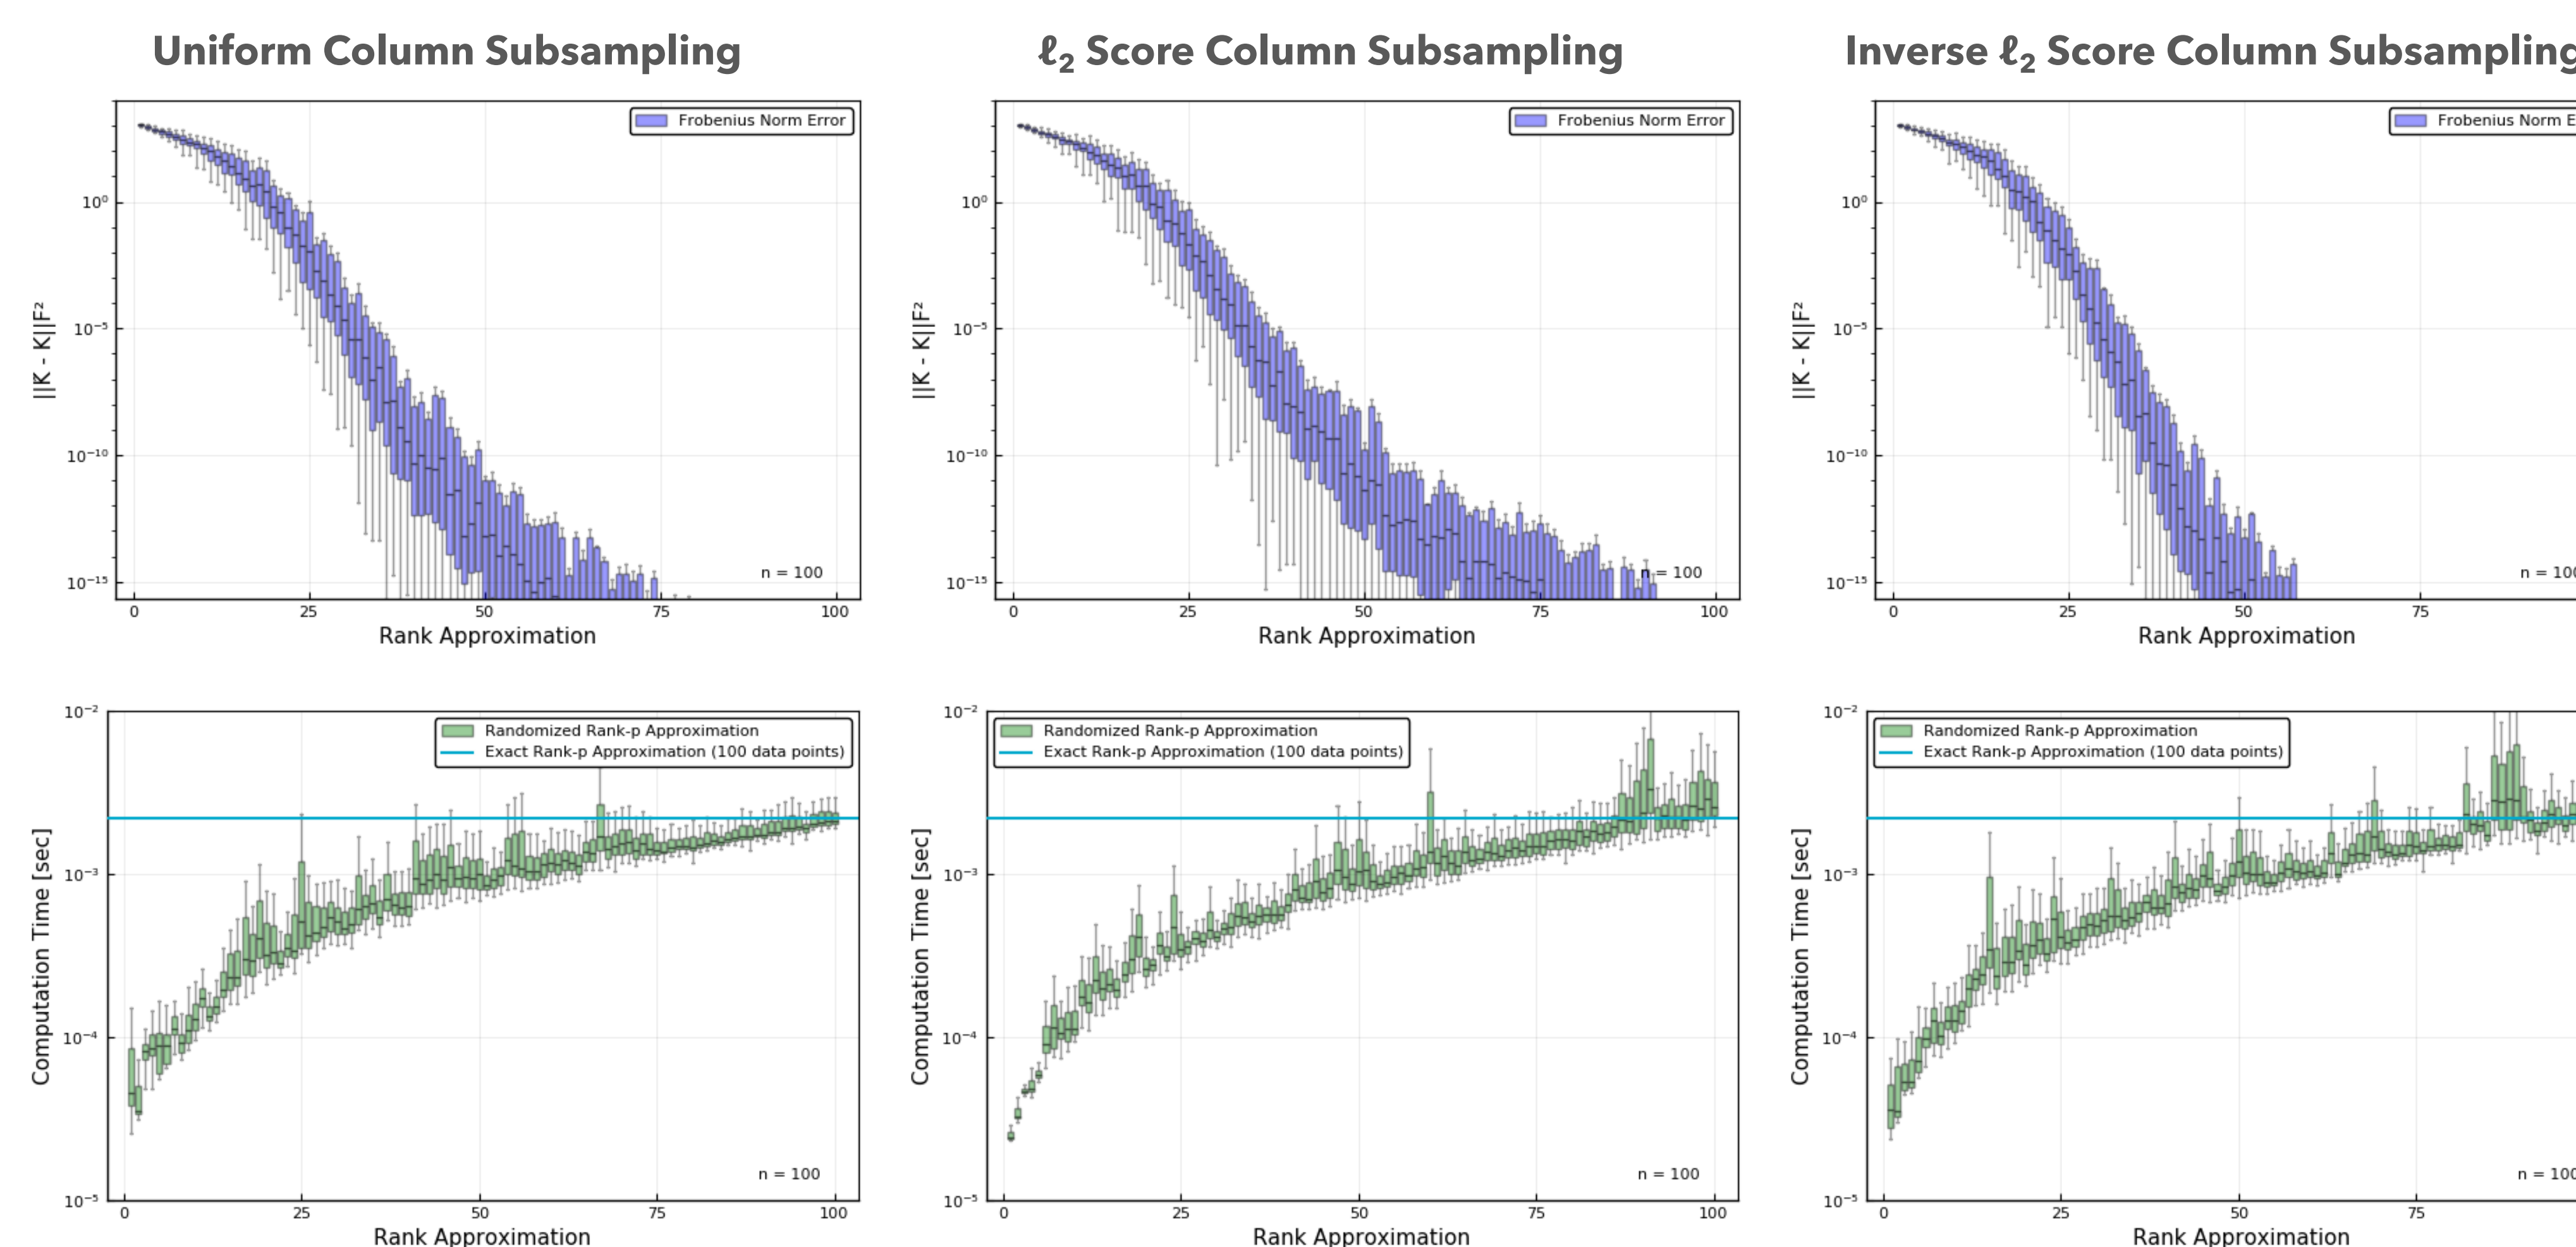 Uniform Column Subsampling
ℓ₂ Score Column Subsampling
Inverse ℓ₂ Score Column Subsampling
Frobenius Norm Error
10⁰
10⁻⁵
10⁻¹⁰
10⁻¹⁵
||K - K||F²
n = 100
0 25 50 75 100
Rank Approximation
Frobenius Norm Error
10⁰
10⁻⁵
10⁻¹⁰
10⁻¹⁵
||K - K||F²
n = 100
0 25 50 75 100
Rank Approximation
Frobenius Norm E
10⁰
10⁻⁵
10⁻¹⁰
10⁻¹⁵
||K - K||F²
n = 100
0 25 50 75
Rank Approximation
10⁻²
10⁻³
10⁻⁴
10⁻⁵
Computation Time [sec]
Randomized Rank-p Approximation
Exact Rank-p Approximation (100 data points)
n = 100
0 25 50 75 100
Rank Approximation
10⁻²
10⁻³
10⁻⁴
10⁻⁵
Computation Time [sec]
Randomized Rank-p Approximation
Exact Rank-p Approximation (100 data points)
n = 100
0 25 50 75 100
Rank Approximation
10⁻²
10⁻³
10⁻⁴
10⁻⁵
Computation Time [sec]
Randomized Rank-p Approximation
Exact Rank-p Approximation (100 data points)
n = 100
0 25 50 75
Rank Approximation